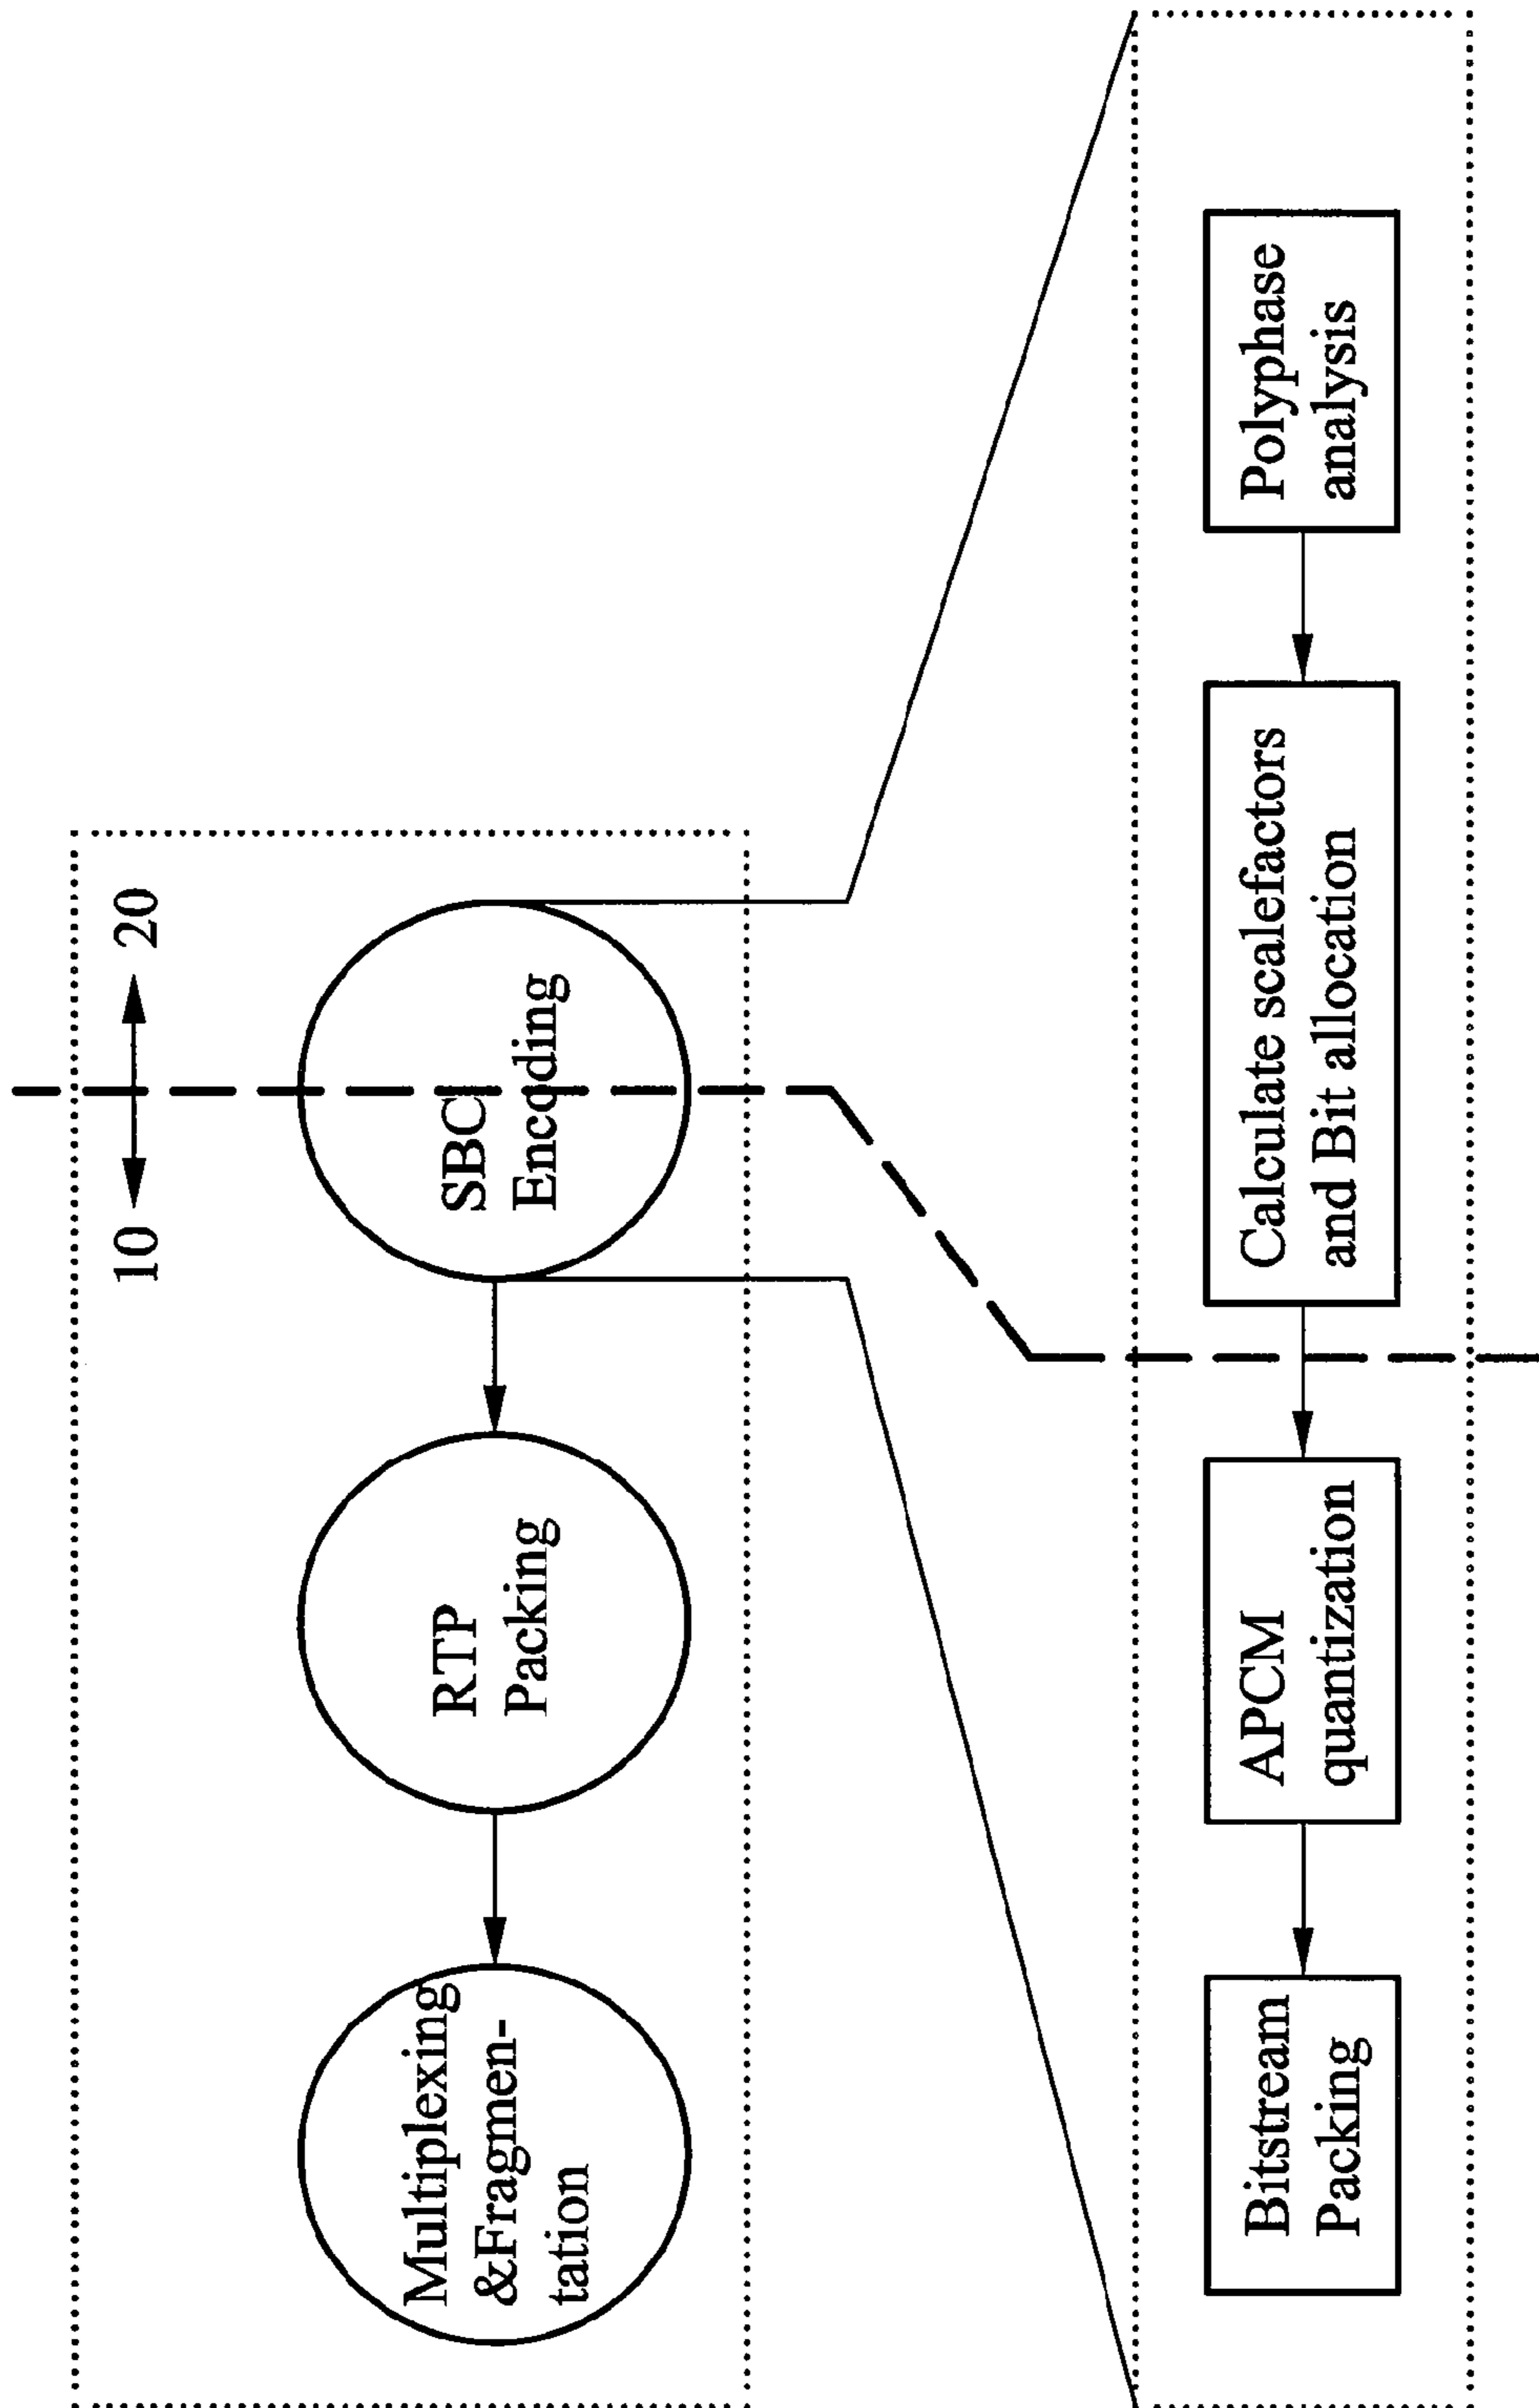 10
20
Multiplexing
&Fragmen-
tation
RTP
Packing
SBC
Encoding
Bitstream
Packing
APCM
quantization
Calculate scalefactors
and Bit allocation
Polyphase
analysis